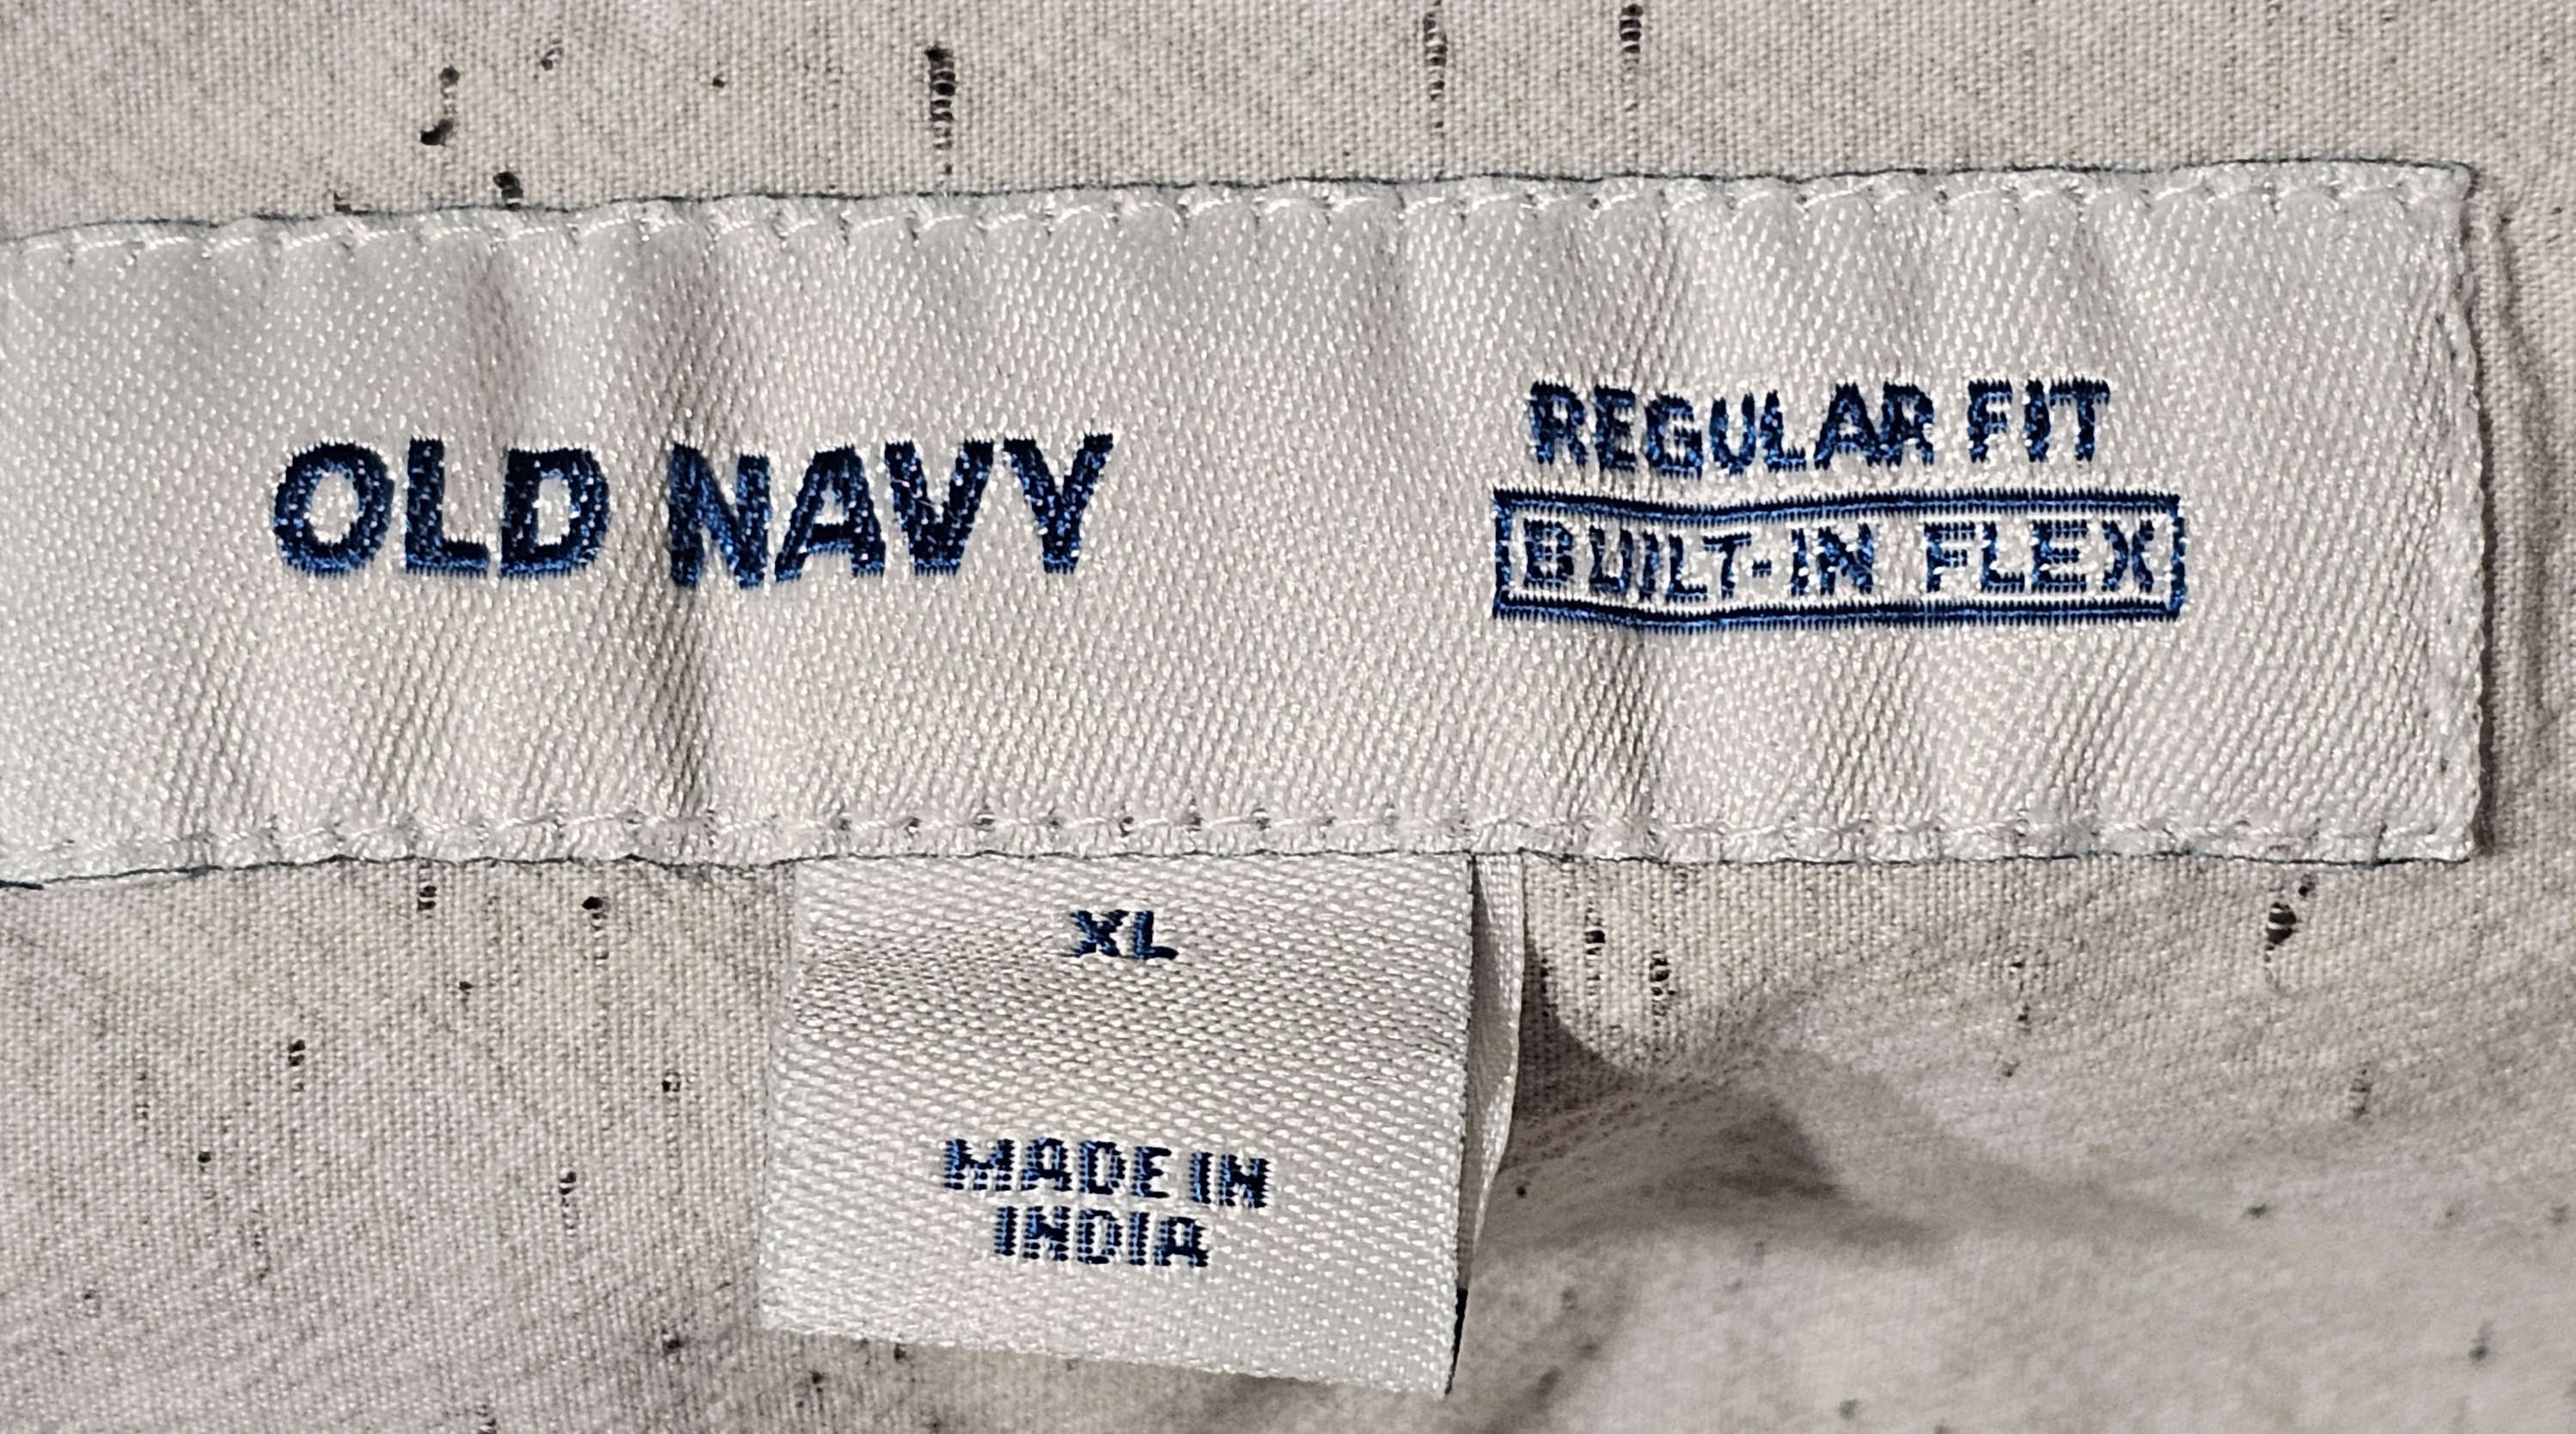 OLD NAVY
REGULAR FIT
BUILT-IN FLEX
XL
MADE IN
INDIA